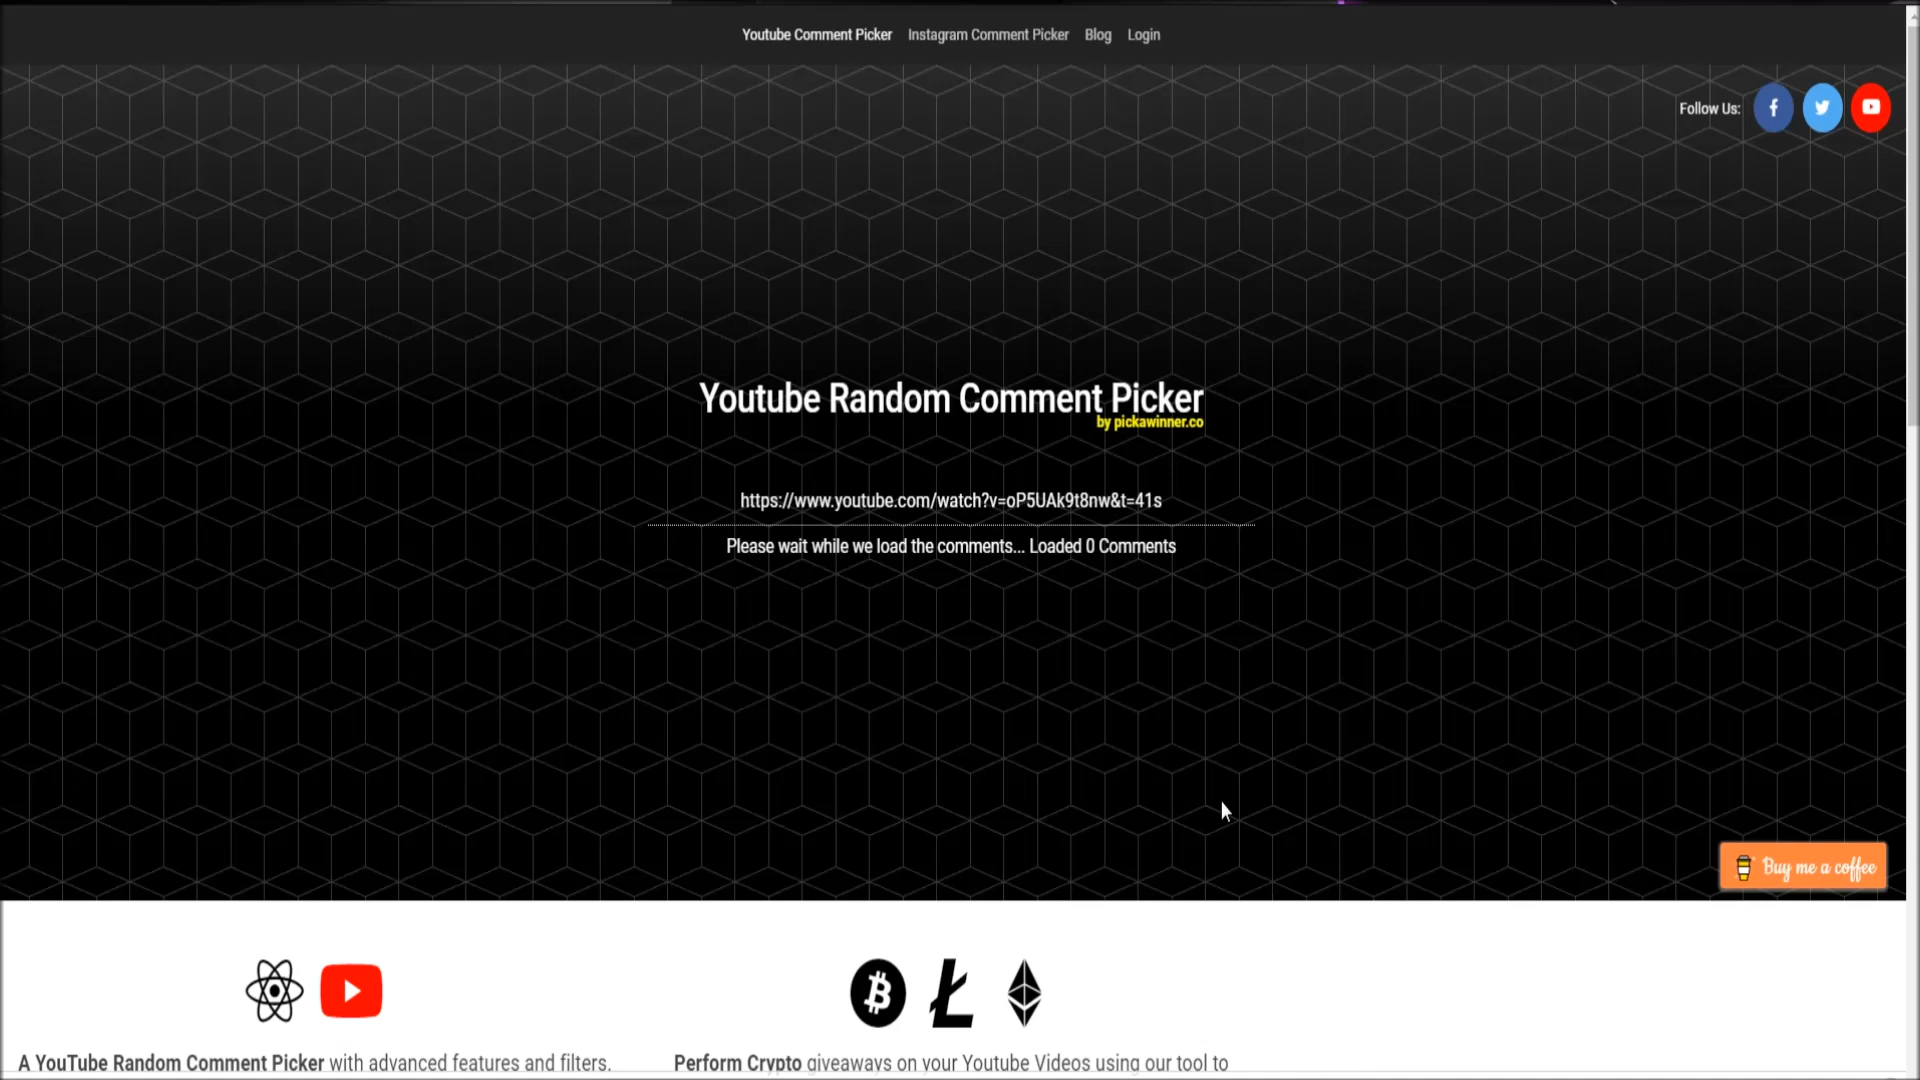 Youtube Comment Picker Instagram Comment Picker Blog Login
Follow Us:
Youtube Random Comment Picker
by pickawinner.co
https://www.youtube.com/watch?v=oP5UAk9t8nw&t=41s
Please wait while we load the comments... Loaded 0 Comments
Buy me a coffee
A YouTube Random Comment Picker with advanced features and filters.
Perform Crypto giveaways on your Youtube Videos using our tool to